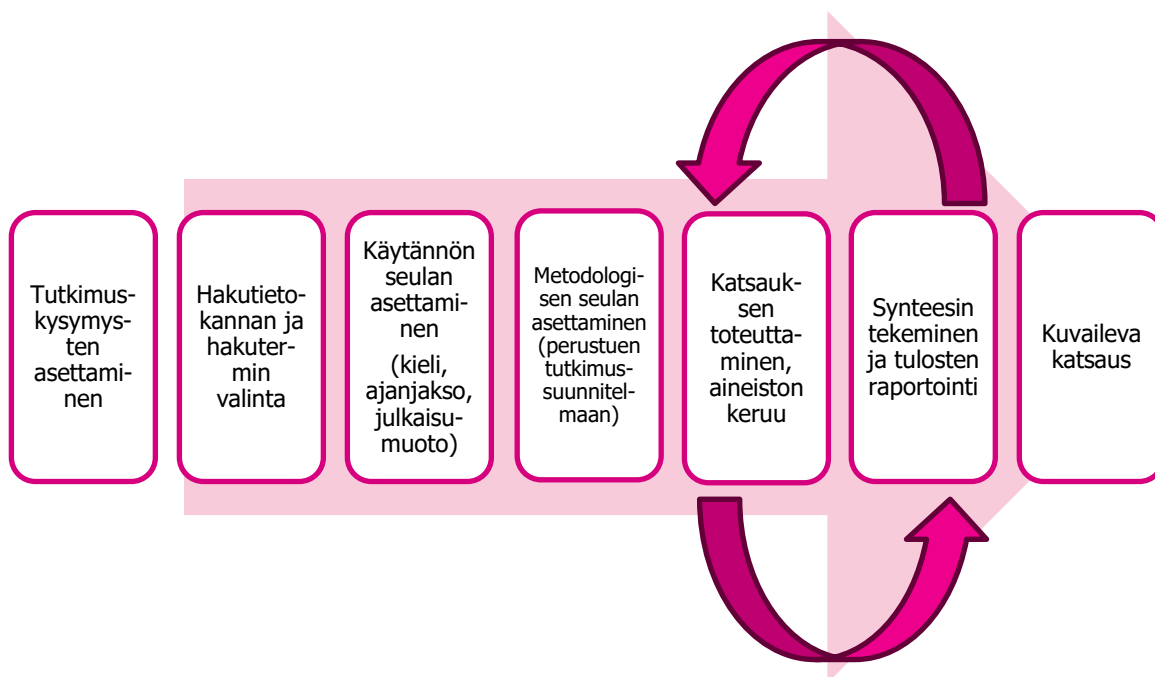 Tutkimus-
kysymys-
ten
asettami-
nen
Hakutieto-
kannan ja
hakuter-
min
valinta
Käytännön
seulan
asettami-
nen
(kieli,
ajanjakso,
julkaisu-
muoto)
Metodologi-
sen seulan
asettaminen
(perustuen
tutkimus-
suunnitel-
maan)
Katsauk-
sen
toteutta-
minen,
aineiston
keruu
Synteesin
tekeminen
ja tulosten
raportointi
Kuvaileva
katsaus